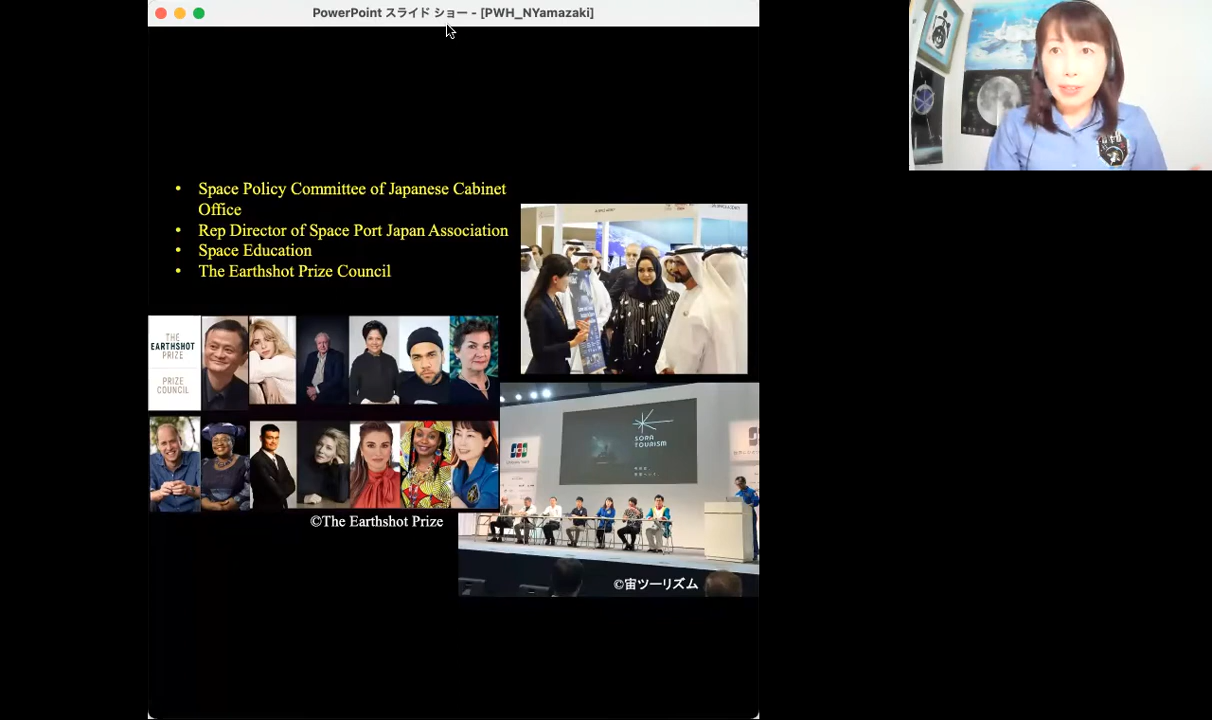 PowerPoint スライド ショー - [PWH_NYamazaki]
• Space Policy Committee of Japanese Cabinet
Office
• Rep Director of Space Port Japan Association
• Space Education
• The Earthshot Prize Council
THE
EARTHSHOT
PRIZE
PRIZE
COUNCIL
SORA
TOURISM
JCB
©The Earthshot Prize
©宙ツーリズム